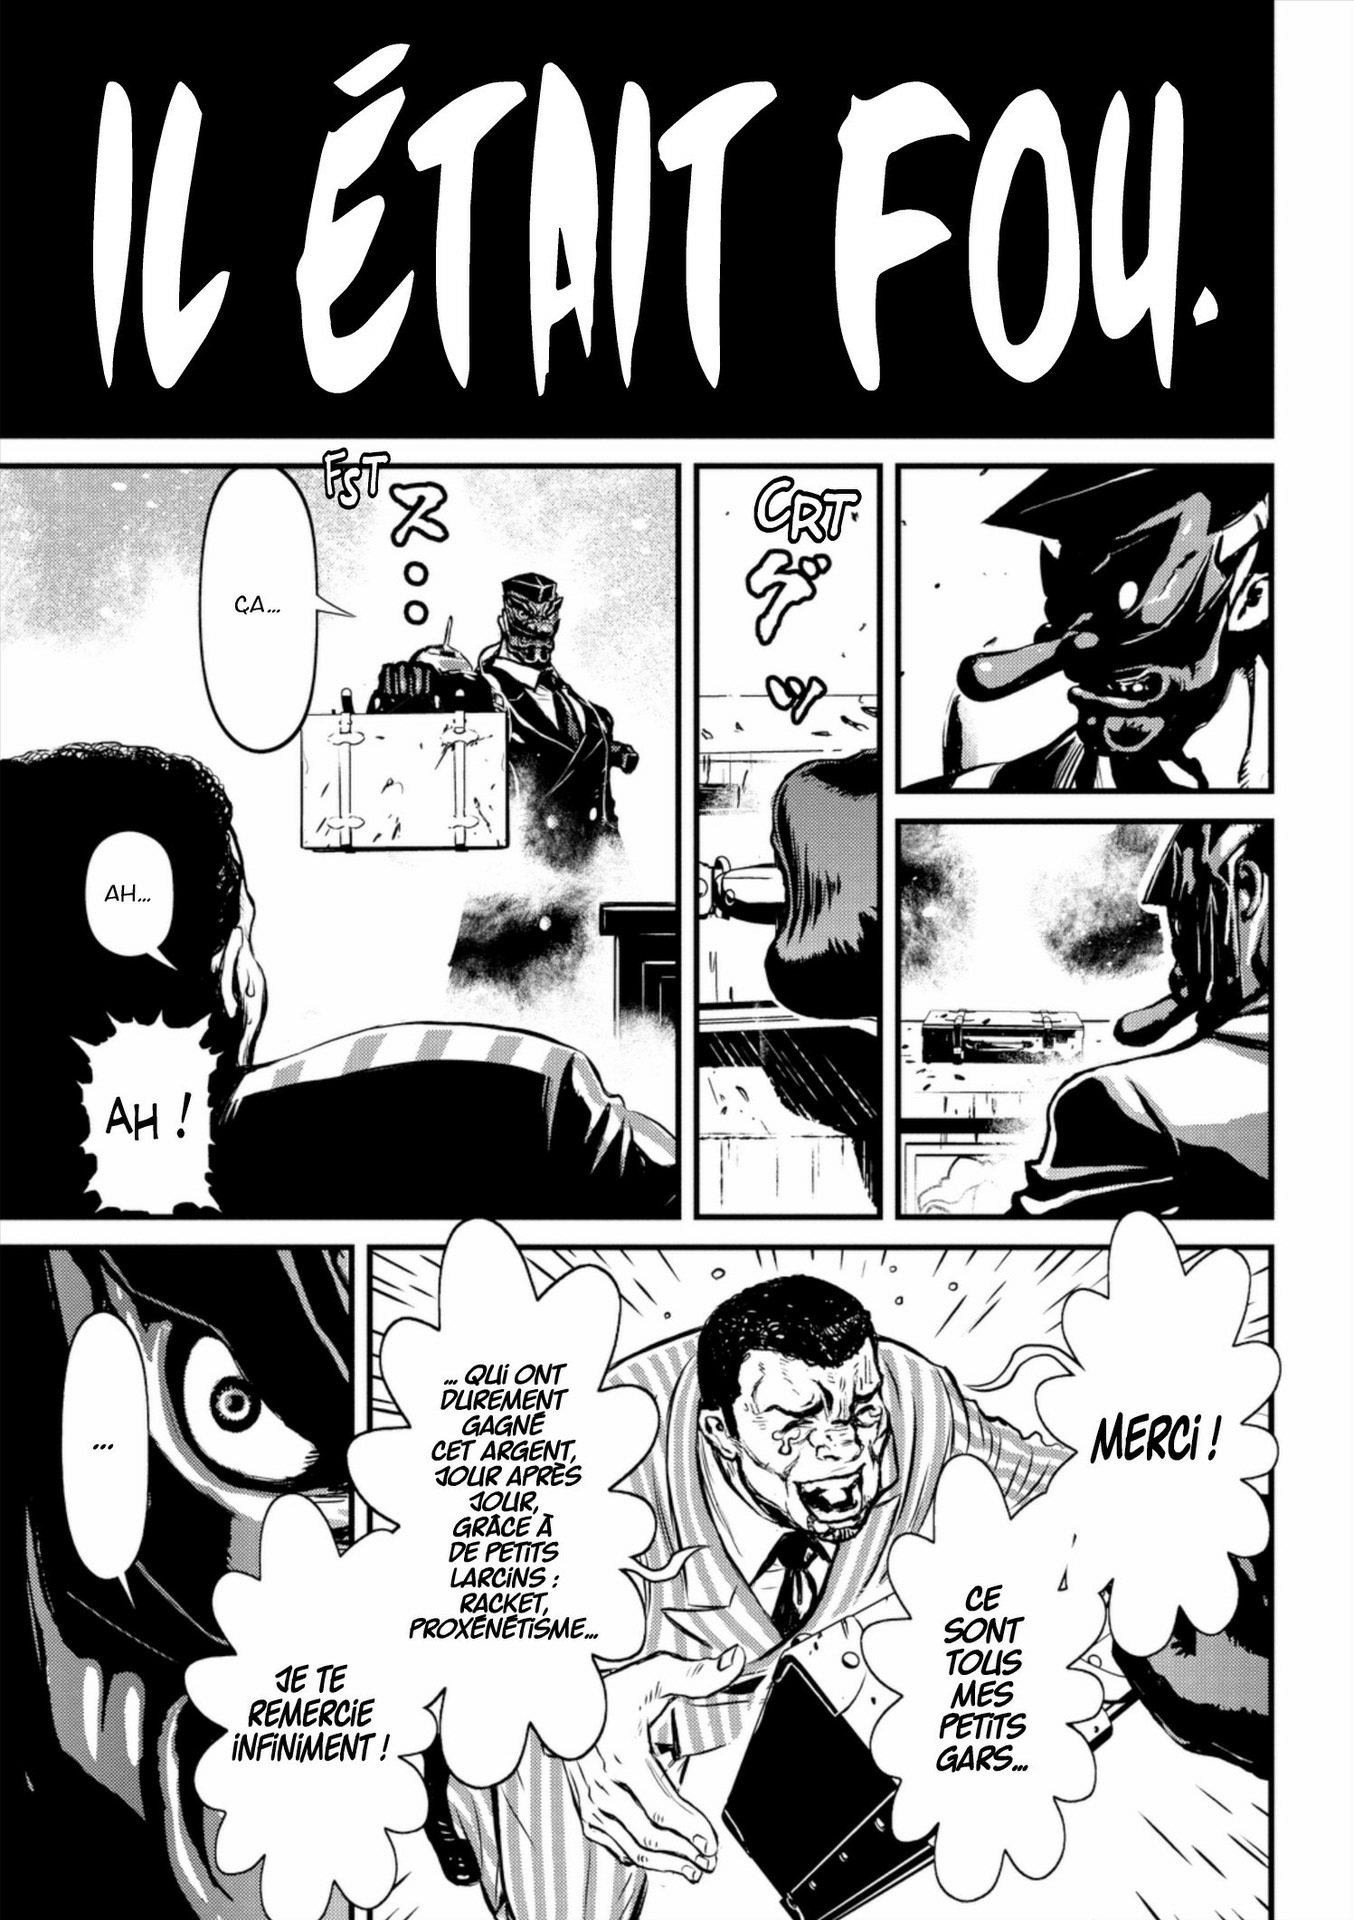 IL ÉTAIT FOU.
CRT
グッ
FST
ス・・
ÇA...
AH...
AH !
MERCI !
CE
SONT
TOUS
MES
PETITS
GARS...
... QUI ONT
DUREMENT
GAGNÉ
CET ARGENT,
JOUR APRÈS
JOUR,
GRÂCE À
DE PETITS
LARCINS :
RACKET,
PROXÉNÉTISME...
JE TE
REMERCIE
INFINIMENT !
...